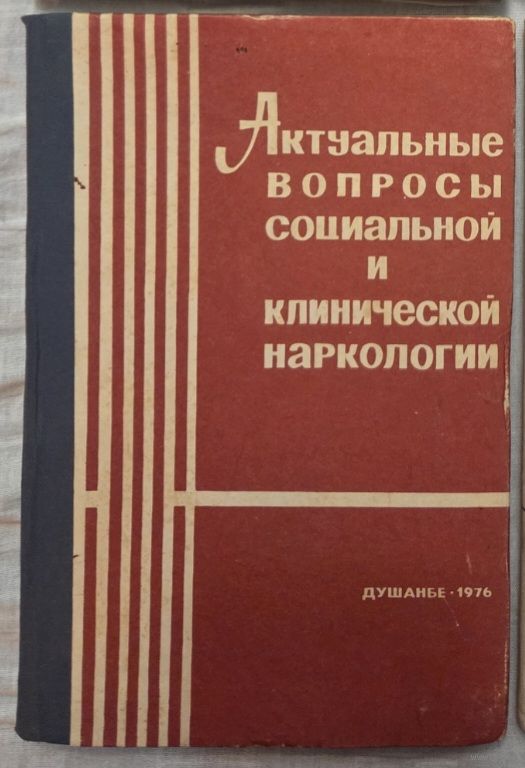 Актуальные
вопросы
социальной
и
клинической
наркологии
ДУШАНБЕ · 1976